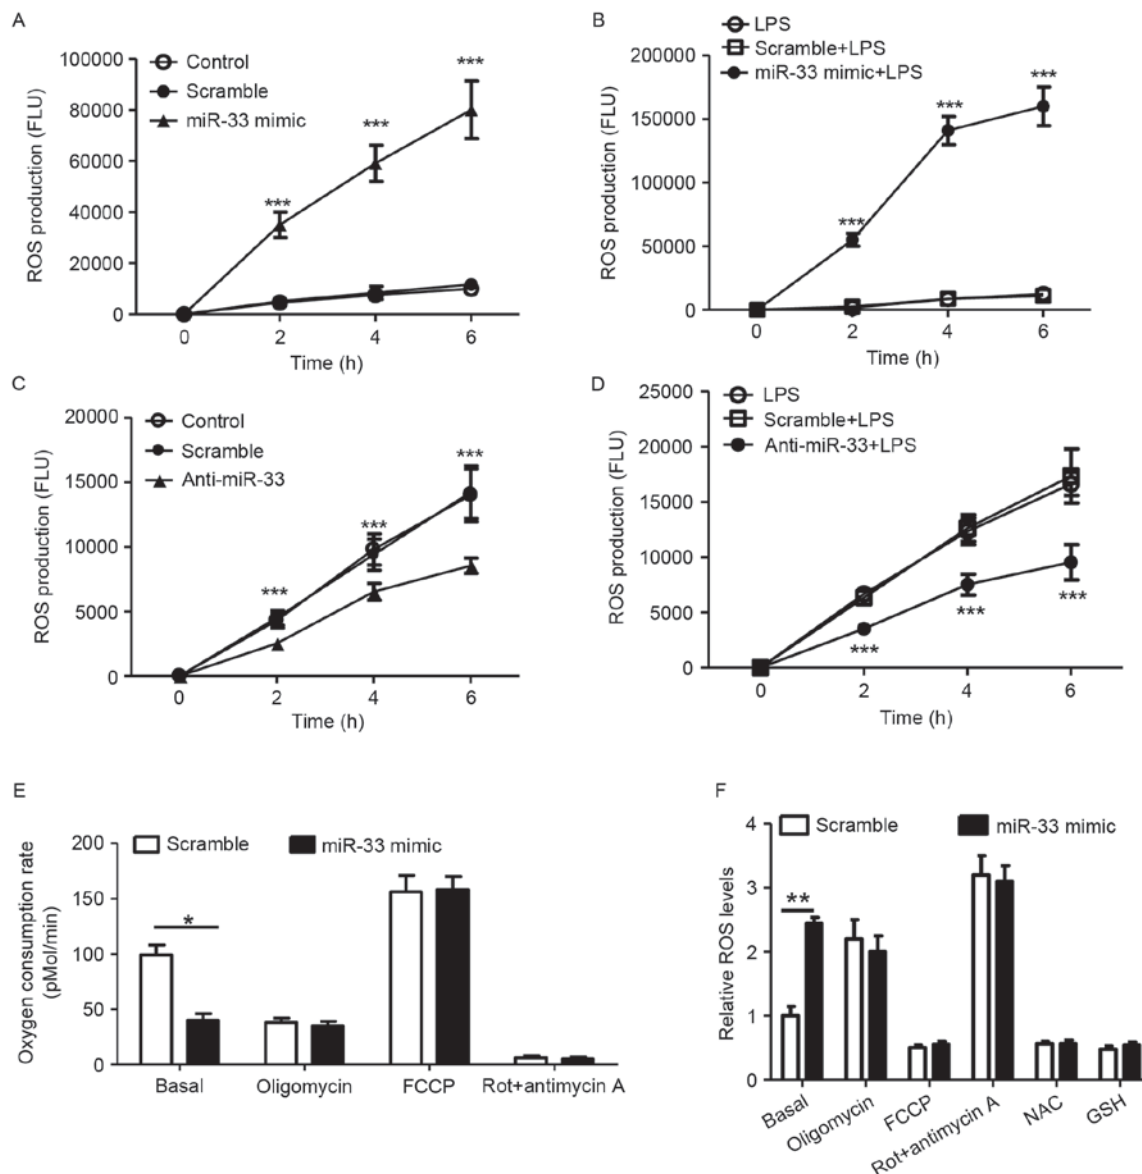 A
Control
Scramble
miR-33 mimic
ROS production (FLU)
100000
80000
60000
40000
20000
0
***
***
***
0 2 4 6
Time (h)
B
LPS
Scramble+LPS
miR-33 mimic+LPS
ROS production (FLU)
200000
150000
100000
50000
0
***
***
***
0 2 4 6
Time (h)
C
Control
Scramble
Anti-miR-33
ROS production (FLU)
20000
15000
10000
5000
0
***
***
***
0 2 4 6
Time (h)
D
LPS
Scramble+LPS
Anti-miR-33+LPS
ROS production (FLU)
25000
20000
15000
10000
5000
0
***
***
***
0 2 4 6
Time (h)
E
Scramble miR-33 mimic
Oxygen consumption rate
(pMol/min)
200
150
100
50
0
*
Basal Oligomycin FCCP Rot+antimycin A
F
Scramble miR-33 mimic
Relative ROS levels
4
3
2
1
0
**
Basal
Oligomycin
FCCP
Rot+antimycin A
NAC
GSH